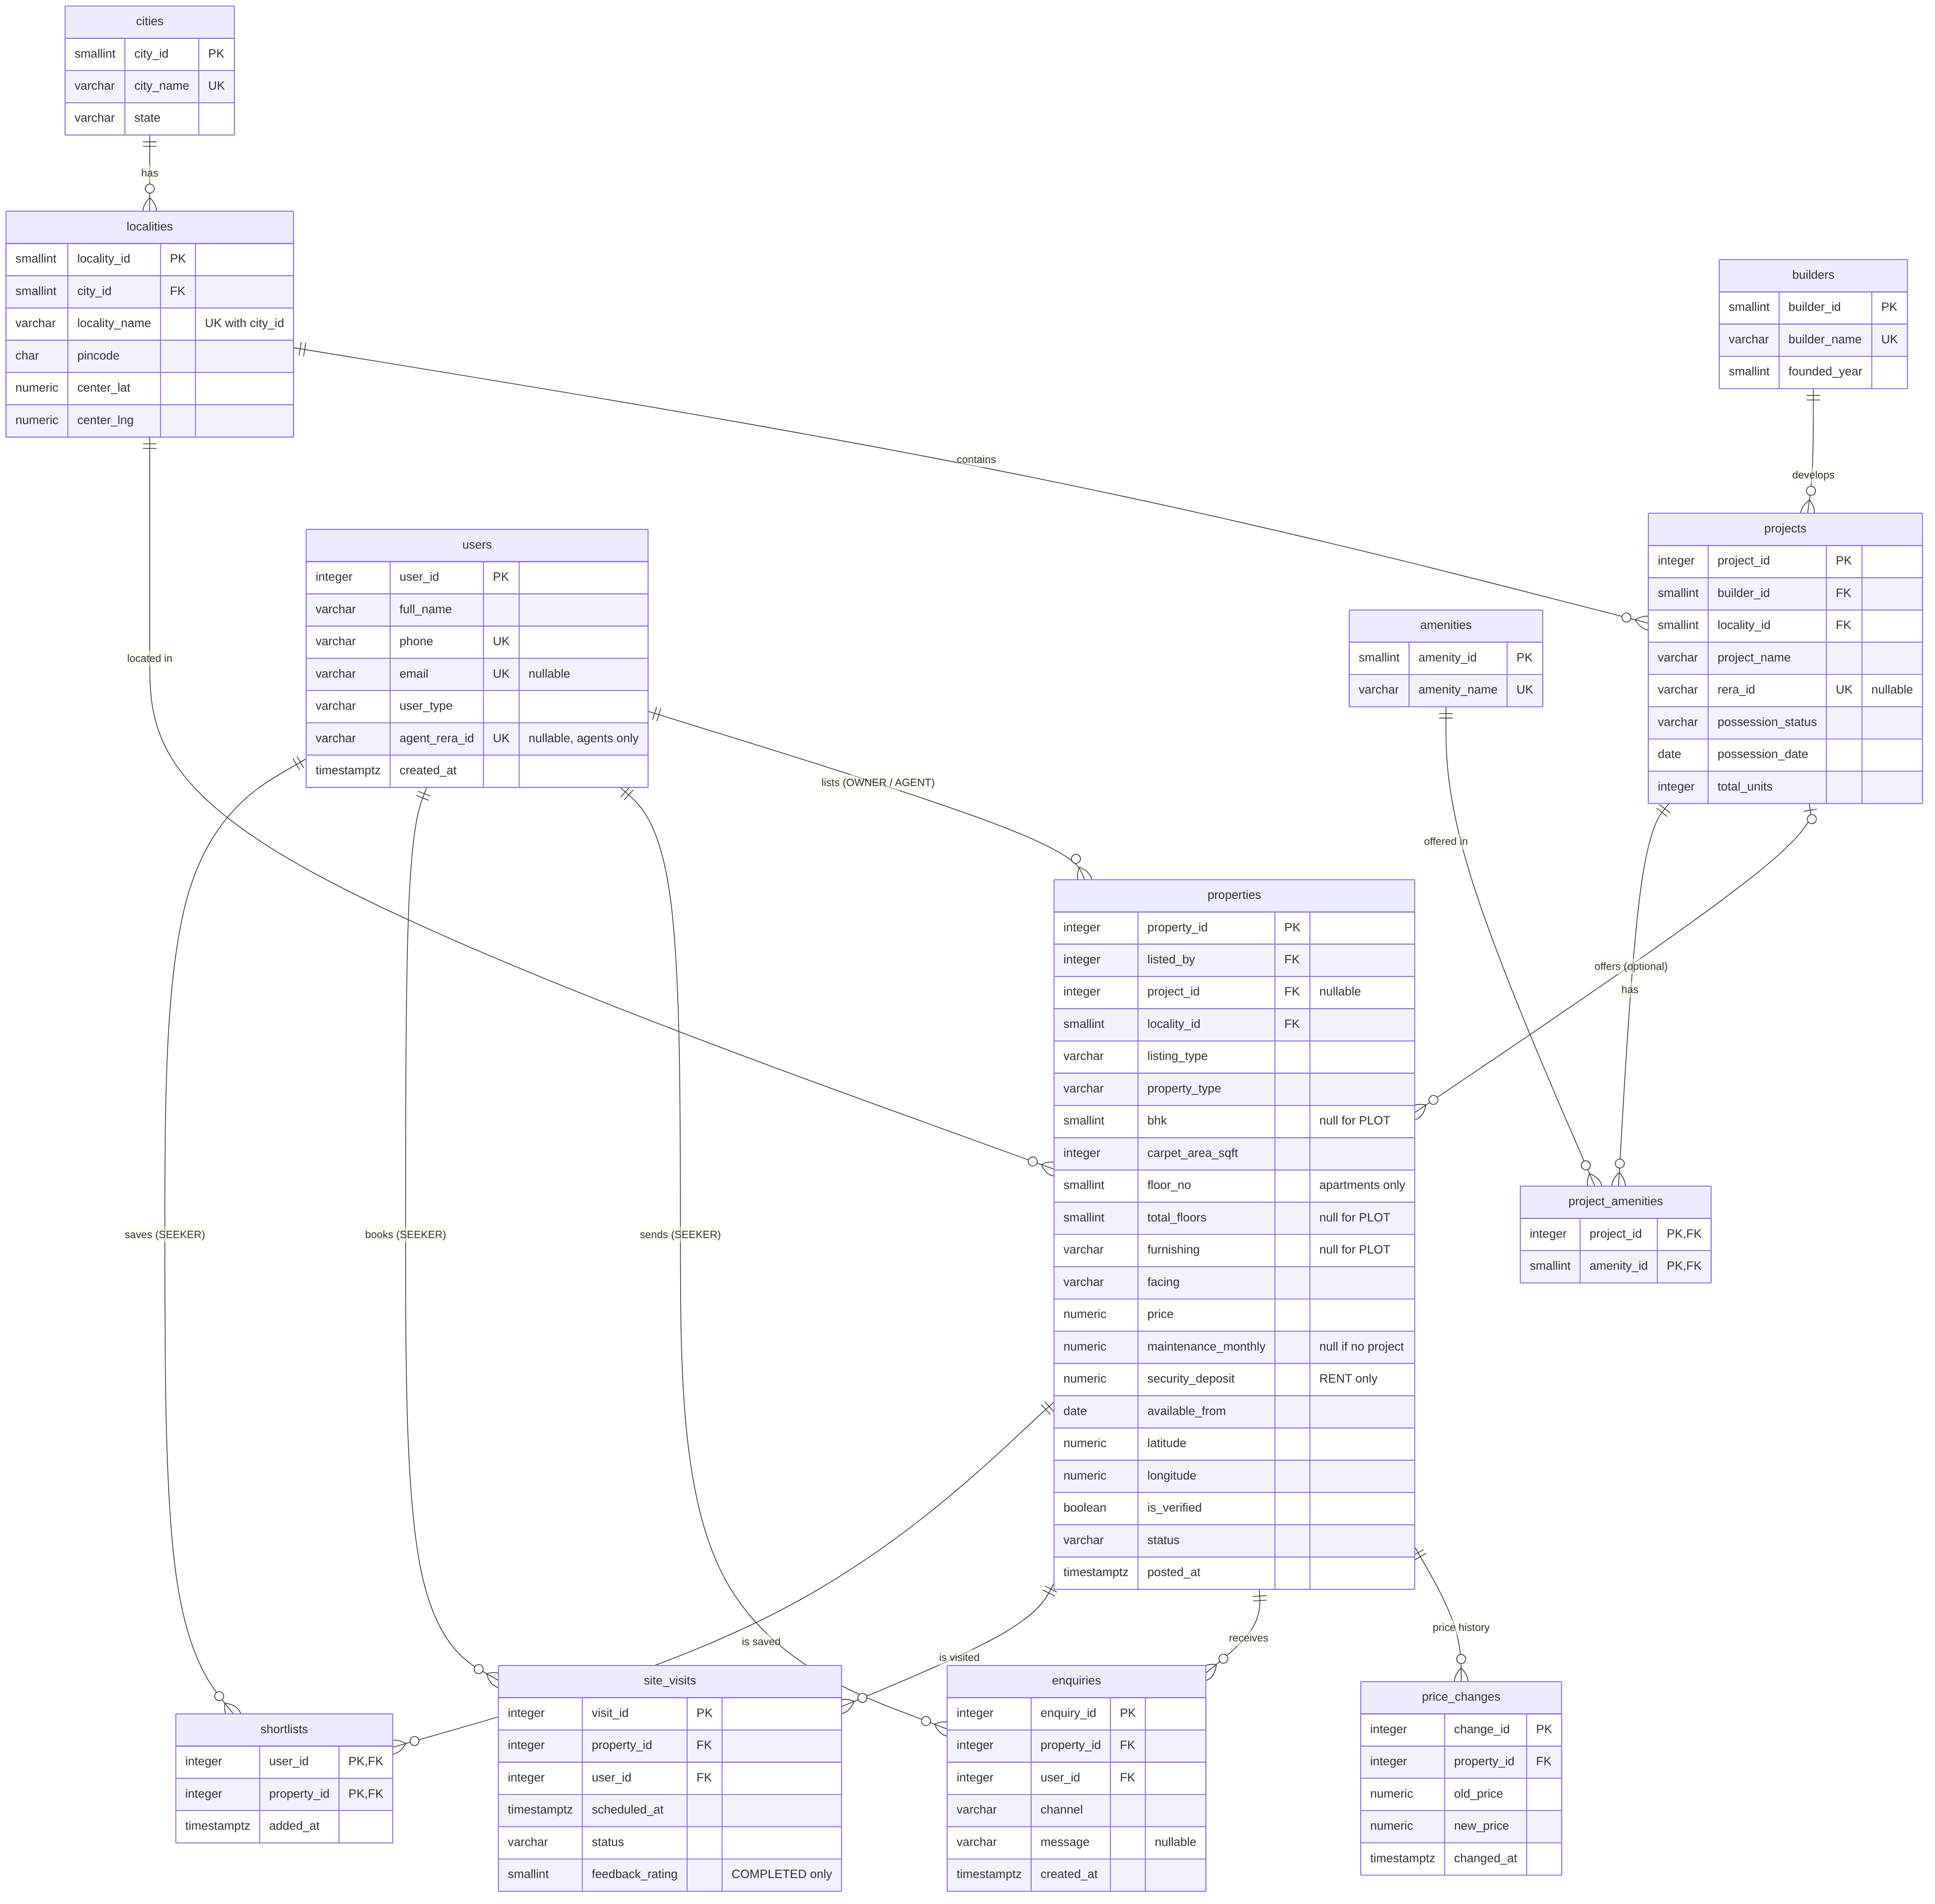 cities
smallint city_id PK
varchar city_name UK
varchar state
has
localities
smallint locality_id PK
smallint city_id FK
varchar locality_name UK with city_id
char pincode
numeric center_lat
numeric center_lng
builders
smallint builder_id PK
varchar builder_name UK
smallint founded_year
contains
develops
located in
users
integer user_id PK
varchar full_name
varchar phone UK
varchar email UK nullable
varchar user_type
varchar agent_rera_id UK nullable, agents only
timestamptz created_at
projects
integer project_id PK
smallint builder_id FK
smallint locality_id FK
varchar project_name
varchar rera_id UK nullable
varchar possession_status
date possession_date
integer total_units
amenities
smallint amenity_id PK
varchar amenity_name UK
lists (OWNER / AGENT)
offered in
offers (optional)
has
properties
integer property_id PK
integer listed_by FK
integer project_id FK nullable
smallint locality_id FK
varchar listing_type
varchar property_type
smallint bhk null for PLOT
integer carpet_area_sqft
smallint floor_no apartments only
smallint total_floors null for PLOT
varchar furnishing null for PLOT
varchar facing
numeric price
numeric maintenance_monthly null if no project
numeric security_deposit RENT only
date available_from
numeric latitude
numeric longitude
boolean is_verified
varchar status
timestamptz posted_at
project_amenities
integer project_id PK,FK
smallint amenity_id PK,FK
saves (SEEKER)
books (SEEKER)
sends (SEEKER)
is saved
is visited
receives
price history
shortlists
integer user_id PK,FK
integer property_id PK,FK
timestamptz added_at
site_visits
integer visit_id PK
integer property_id FK
integer user_id FK
timestamptz scheduled_at
varchar status
smallint feedback_rating COMPLETED only
enquiries
integer enquiry_id PK
integer property_id FK
integer user_id FK
varchar channel
varchar message nullable
timestamptz created_at
price_changes
integer change_id PK
integer property_id FK
numeric old_price
numeric new_price
timestamptz changed_at